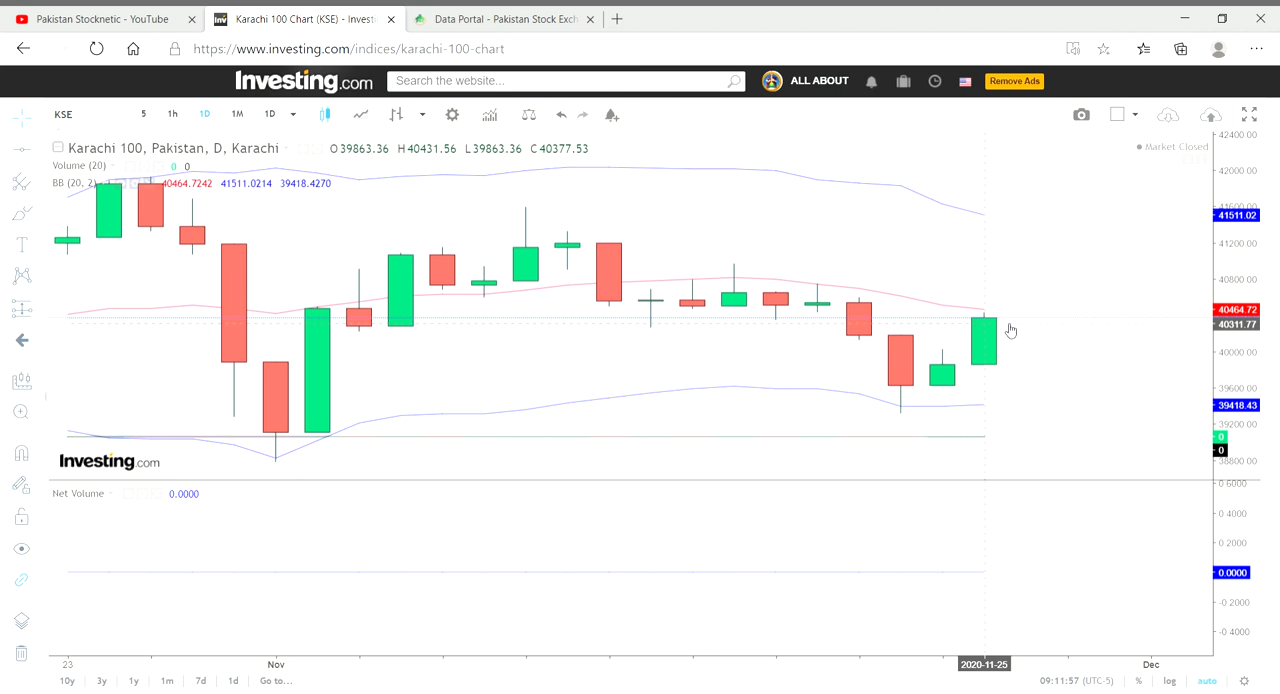 Pakistan Stocknetic - YouTube
Karachi 100 Chart (KSE) - Invest
Data Portal - Pakistan Stock Exch
https://www.investing.com/indices/karachi-100-chart
Investing.com
Search the website...
ALL ABOUT
Remove Ads
KSE
5 1h 1D 1M 1D
Karachi 100, Pakistan, D, Karachi
O39863.36 H40431.56 L39863.36 C40377.53
Market Closed
Volume (20) 0 0
BB (20, 2) 40464.7242 41511.0214 39418.4270
42400.00
42000.00
41600.00
41511.02
41200.00
40800.00
40464.72
40311.77
40000.00
39600.00
39418.43
39200.00
0
0
38800.00
Investing.com
Net Volume 0.0000
0.6000
0.4000
0.2000
0.0000
-0.2000
-0.4000
23 Nov 2020-11-25 Dec
10y 3y 1y 1m 7d 1d Go to...
09:11:57 (UTC-5) % log auto